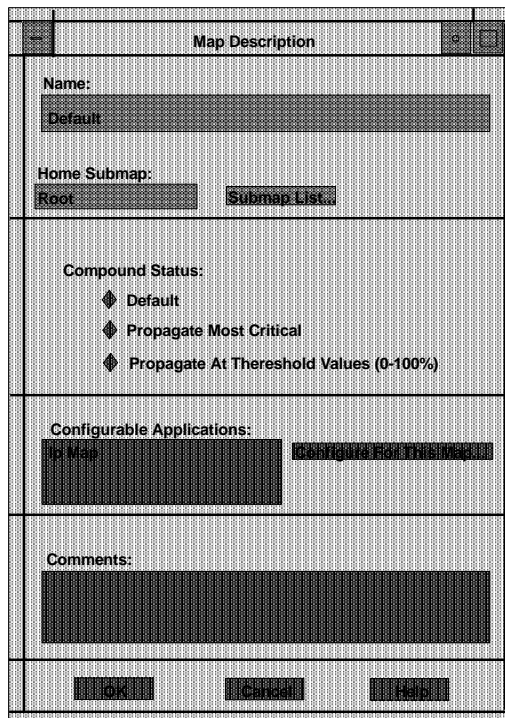 Map Description
Name:
Default
Home Submap:
Root
Submap List...
Compound Status:
Default
Propagate Most Critical
Propagate At Thereshold Values (0-100%)
Configurable Applications:
Ip Map
Configure For This Map...
Comments:
OK
Cancel
Help